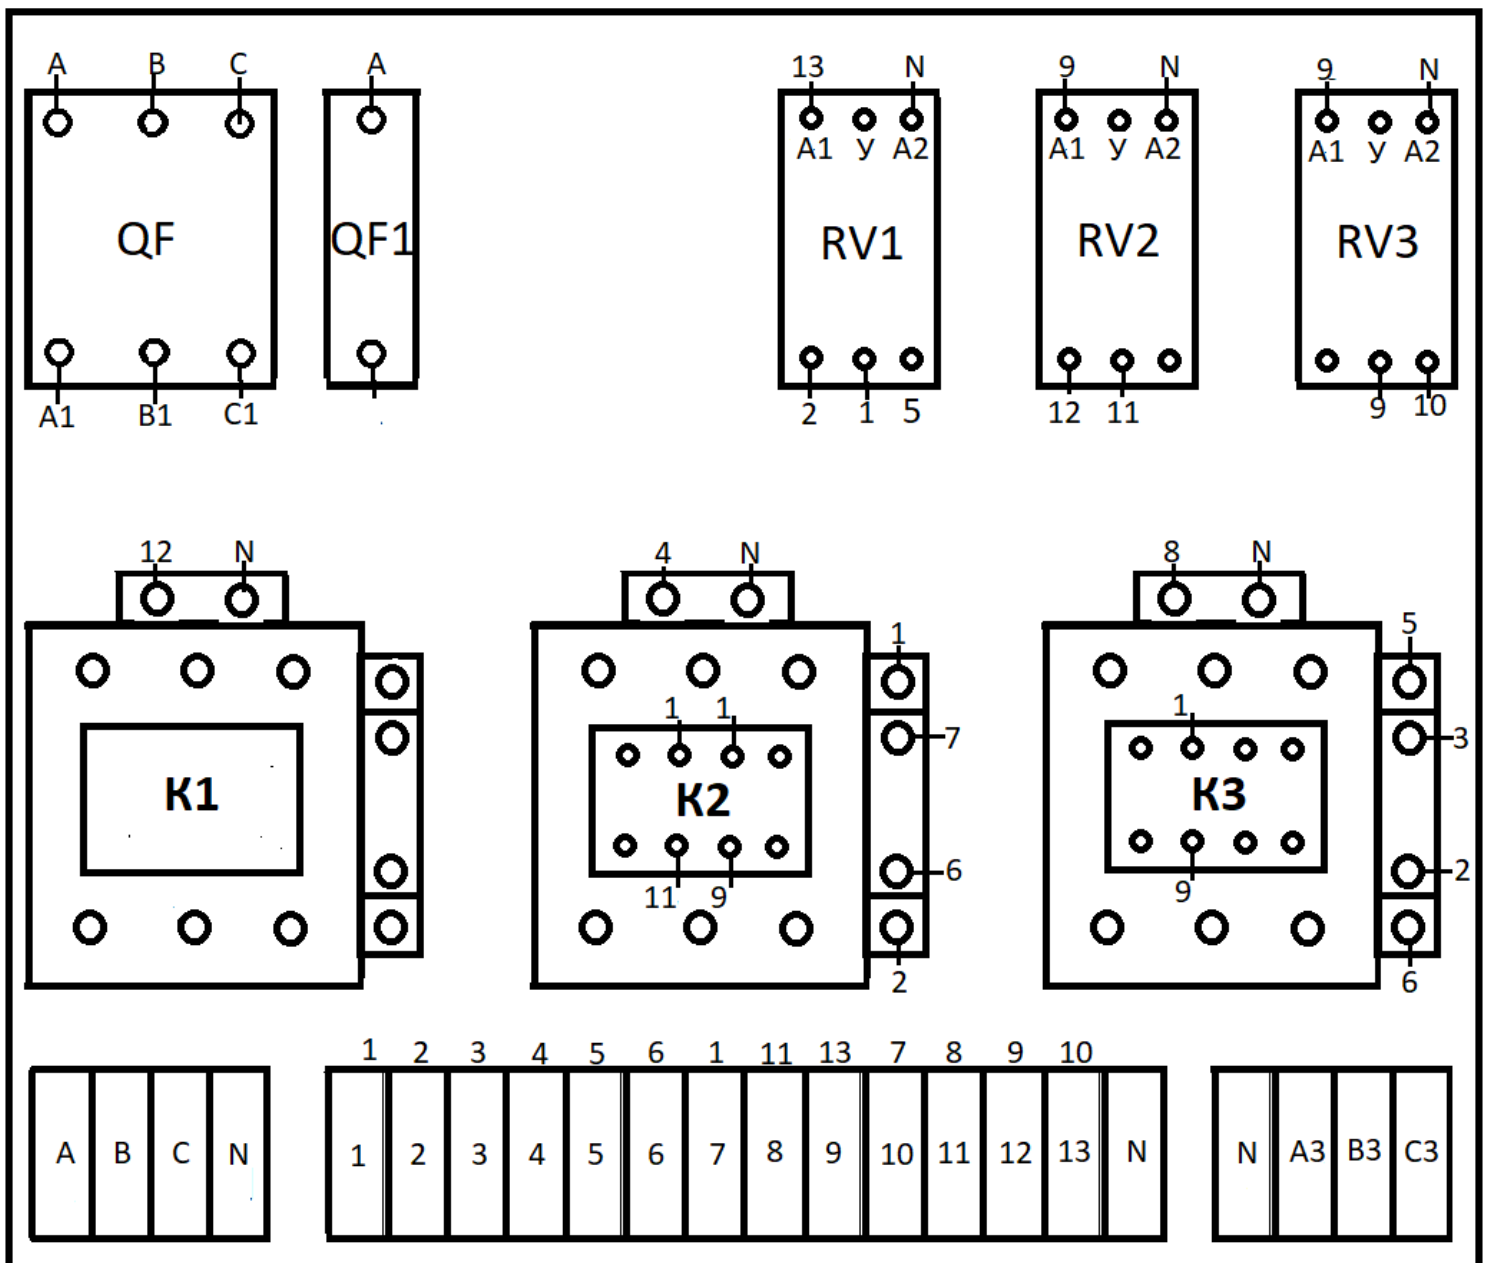 A B C A 13 N 9 N 9 N
A1 У A2 A1 У A2 A1 У A2
QF QF1 RV1 RV2 RV3
A1 B1 C1 2 1 5 12 11 9 10
12 N 4 N 8 N
1 5
1 1 1
7 3
К1 К2 К3
6 2
11 9 9
2 6
1 2 3 4 5 6 1 11 13 7 8 9 10
A B C N 1 2 3 4 5 6 7 8 9 10 11 12 13 N N A3 B3 C3